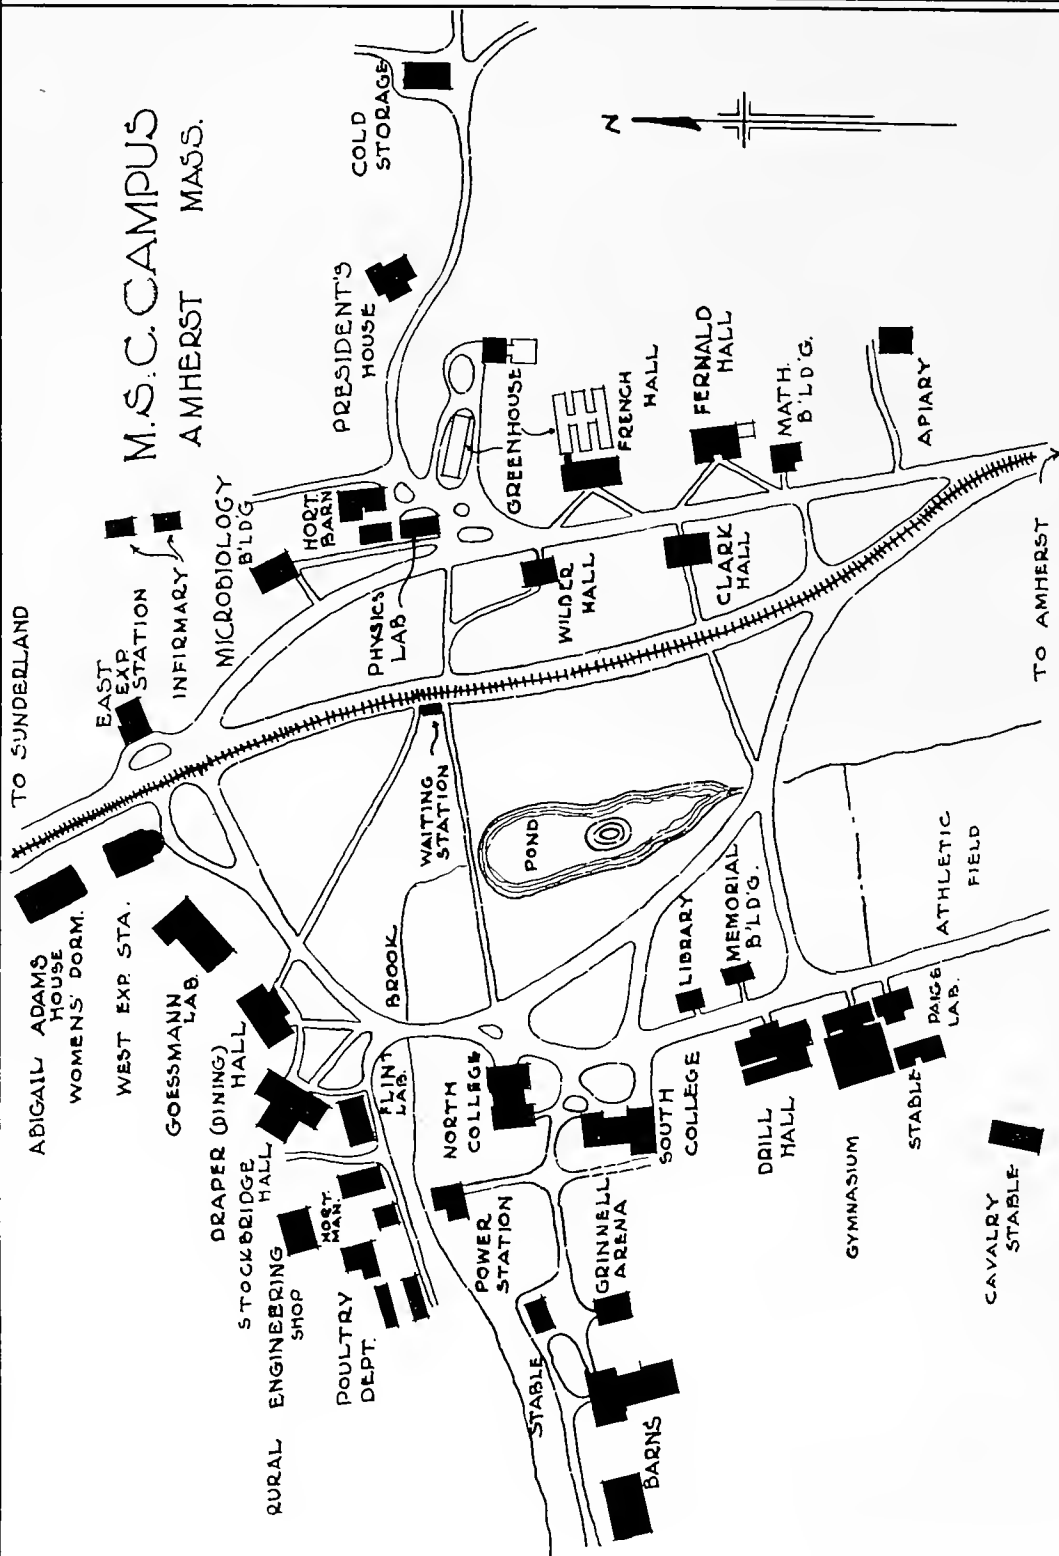 M.S.C. CAMPUS
AMHERST MASS.
N
TO SUNDERLAND
COLD
STORAGE
PRESIDENT'S
HOUSE
EAST
EXP.
STATION
INFIRMARY
MICROBIOLOGY
B'LD'G
HORT.
BARN
PHYSICS
LAB
GREENHOUSE
FRENCH
HALL
FERNALD
HALL
MATH.
B'LD'G.
APIARY
WILDER
HALL
CLARK
HALL
TO AMHERST
WAITING
STATION
POND
BROOK
ABIGAIL ADAMS
HOUSE
WOMENS' DORM.
WEST EXP. STA.
GOESSMANN
LAB.
DRAPER (DINING)
HALL
STOCKBRIDGE
HALL
RURAL ENGINEERING
SHOP
HORT.
MAN.
FLINT
LAB.
POULTRY
DEPT.
NORTH
COLLEGE
POWER
STATION
LIBRARY
MEMORIAL
B'LD'G.
ATHLETIC
FIELD
SOUTH
COLLEGE
DRILL
HALL
GYMNASIUM
PAIGE
LAB.
STABLE
CAVALRY
STABLE
GRINNELL
ARENA
STABLE
BARNS